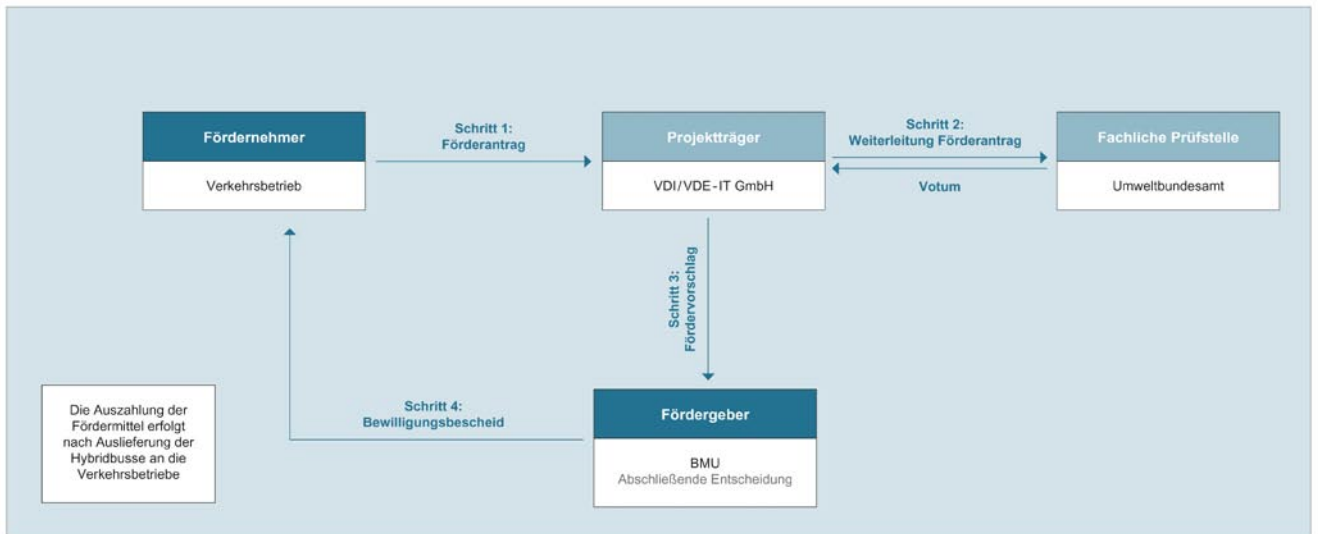 Fördernehmer
Verkehrsbetrieb
Schritt 1:
Förderantrag
Projektträger
VDI/VDE-IT GmbH
Schritt 2:
Weiterleitung Förderantrag
Votum
Fachliche Prüfstelle
Umweltbundesamt
Schritt 3:
Fördervorschlag
Die Auszahlung der
Fördermittel erfolgt
nach Auslieferung der
Hybridbusse an die
Verkehrsbetriebe
Schritt 4:
Bewilligungsbescheid
Fördergeber
BMU
Abschließende Entscheidung